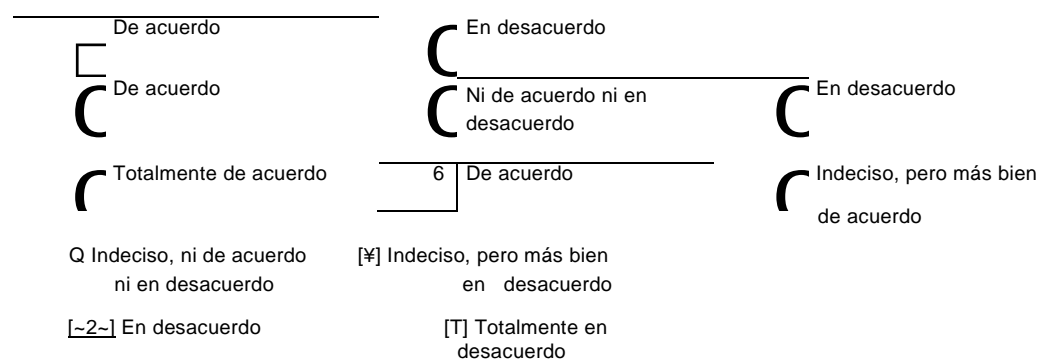 De acuerdo En desacuerdo
De acuerdo Ni de acuerdo ni en En desacuerdo
desacuerdo
Totalmente de acuerdo 6 De acuerdo Indeciso, pero más bien
de acuerdo
Q Indeciso, ni de acuerdo [¥] Indeciso, pero más bien
ni en desacuerdo en desacuerdo
[~2~] En desacuerdo [T] Totalmente en
desacuerdo